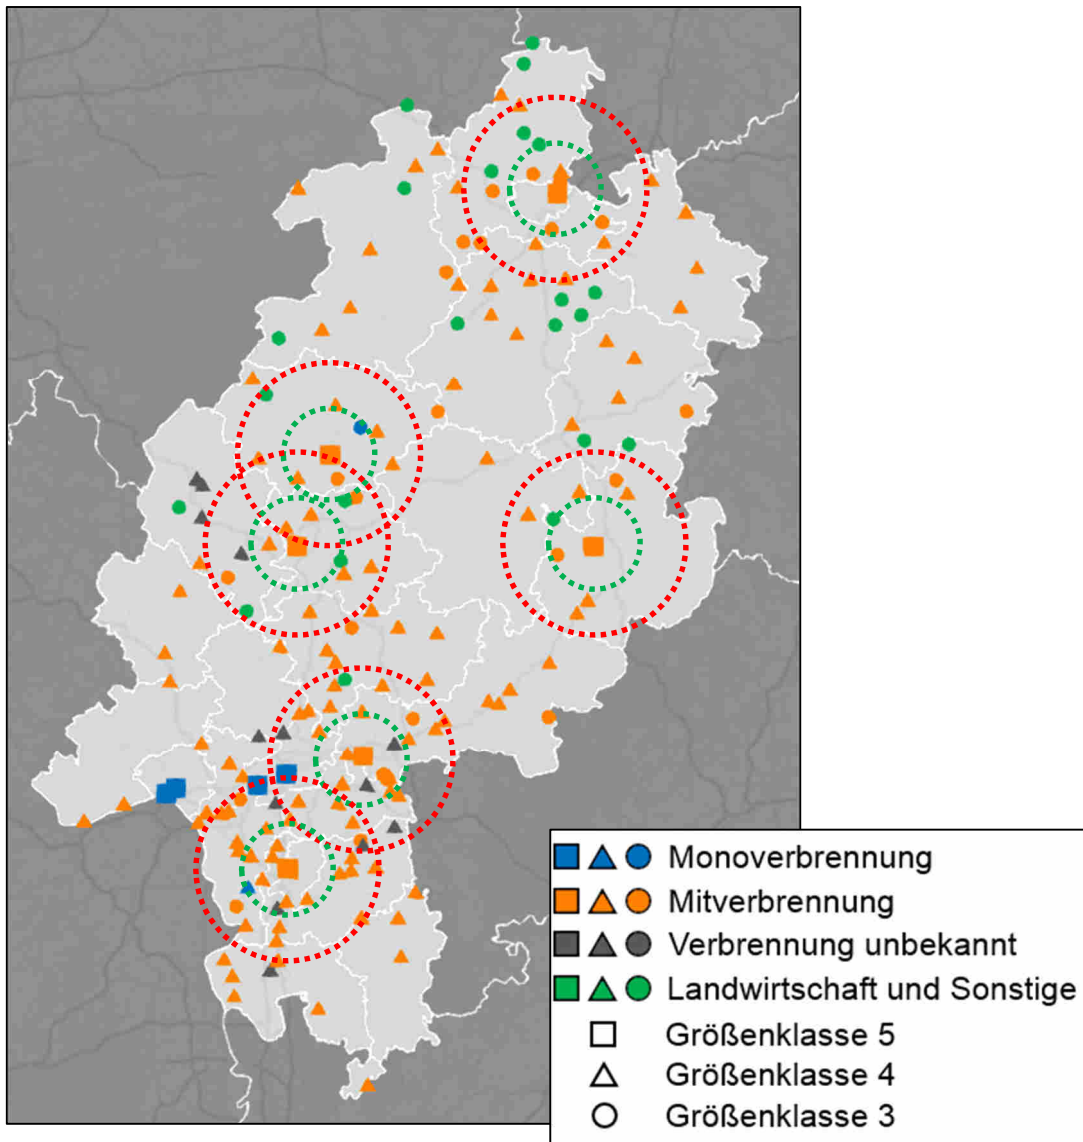 Monoverbrennung
Mitverbrennung
Verbrennung unbekannt
Landwirtschaft und Sonstige
Größenklasse 5
Größenklasse 4
Größenklasse 3